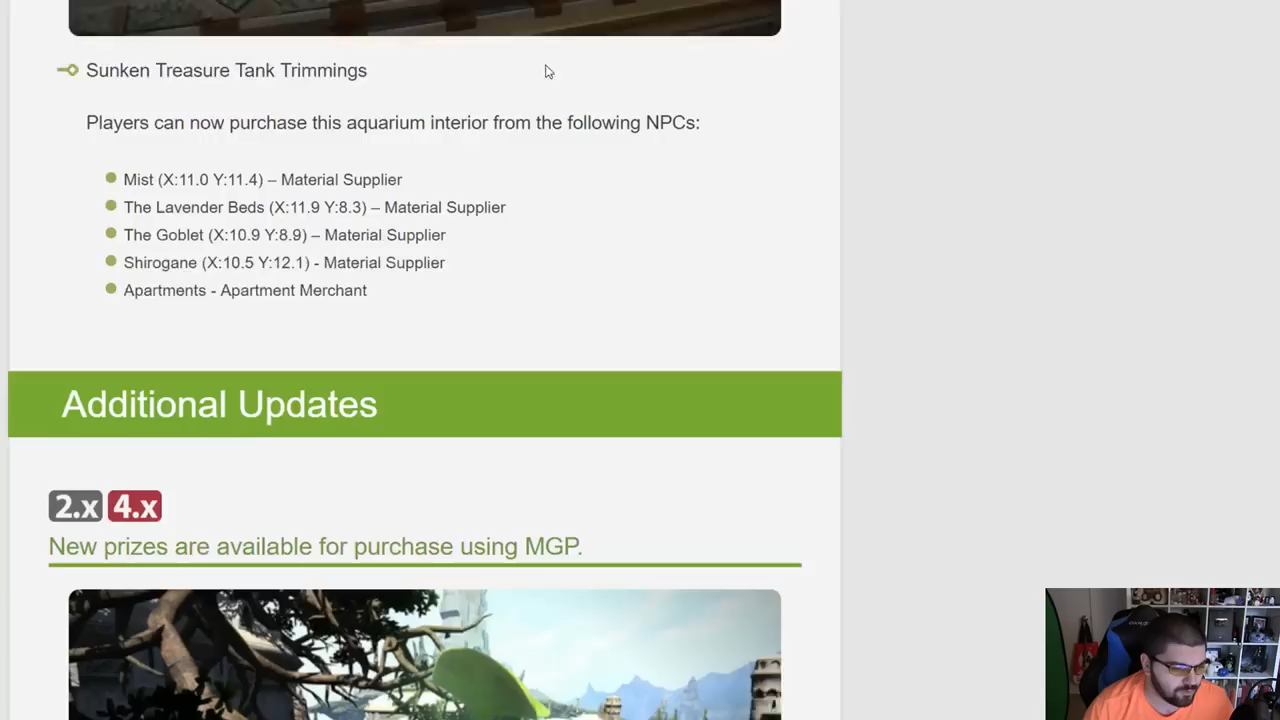 Sunken Treasure Tank Trimmings
Players can now purchase this aquarium interior from the following NPCs:
Mist (X:11.0 Y:11.4) – Material Supplier
The Lavender Beds (X:11.9 Y:8.3) – Material Supplier
The Goblet (X:10.9 Y:8.9) – Material Supplier
Shirogane (X:10.5 Y:12.1) - Material Supplier
Apartments - Apartment Merchant
Additional Updates
2.x 4.x
New prizes are available for purchase using MGP.